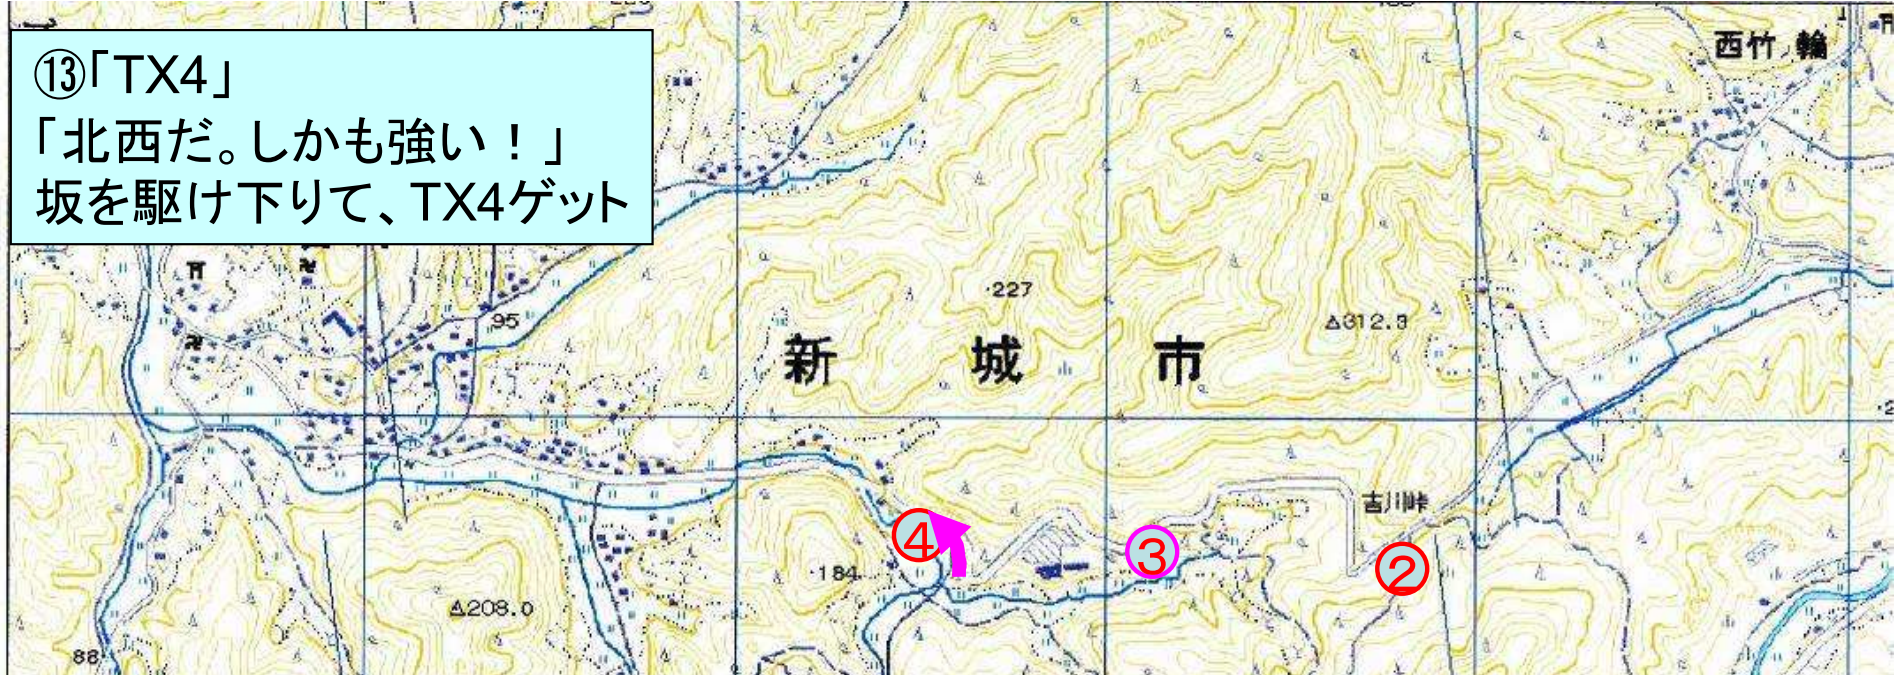 ⑬「TX4」
「北西だ。しかも強い！」
坂を駆け下りて、TX4ゲット
西竹 輪
・227
95
△312.3
新 城 市
古川峠
④
③
②
・184
△208.0
88